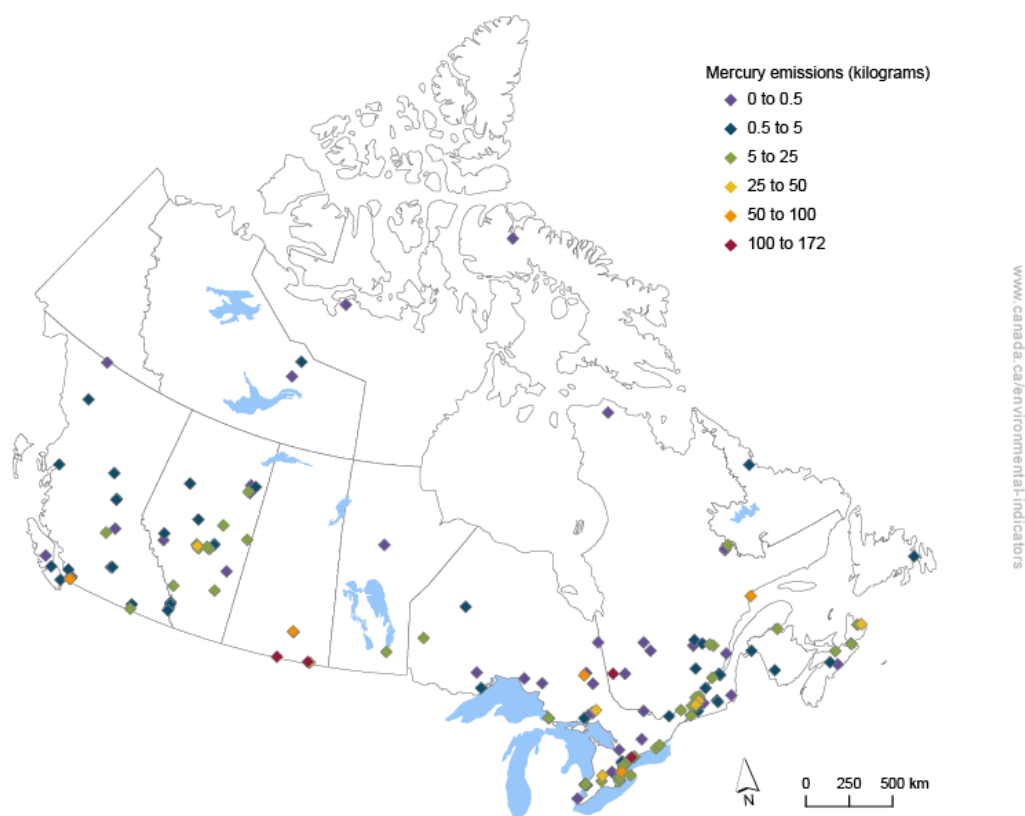 Mercury emissions (kilograms)
0 to 0.5
0.5 to 5
5 to 25
25 to 50
50 to 100
100 to 172
www.canada.ca/environmental-indicators
N
0 250 500 km